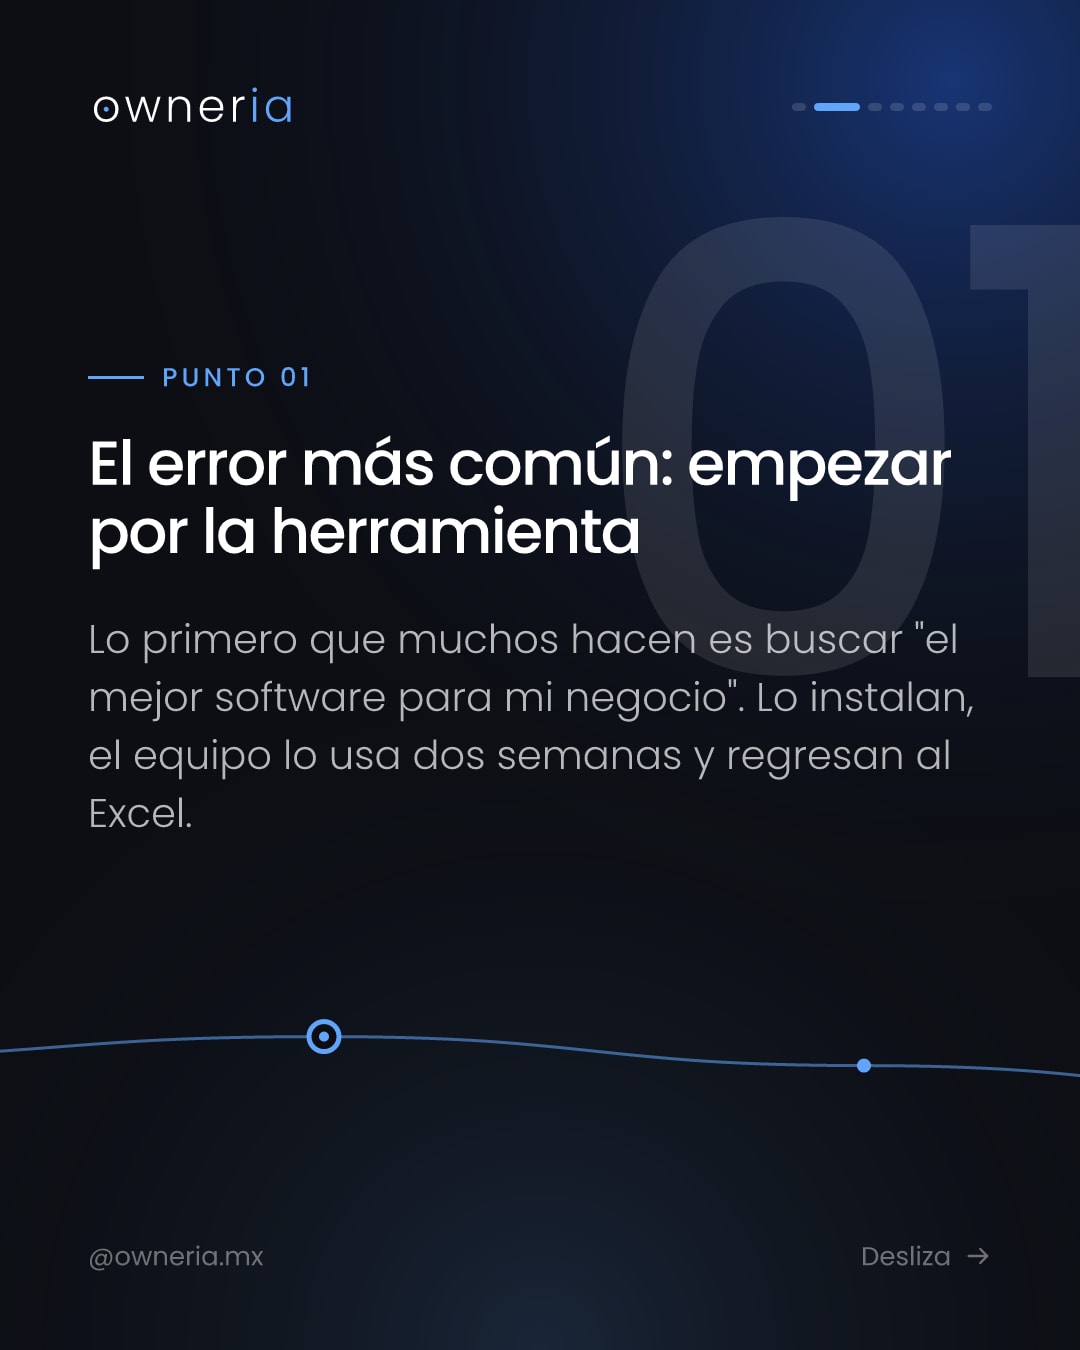 owneria
01
PUNTO 01
El error más común: empezar
por la herramienta
Lo primero que muchos hacen es buscar "el
mejor software para mi negocio". Lo instalan,
el equipo lo usa dos semanas y regresan al
Excel.
@owneria.mx
Desliza →